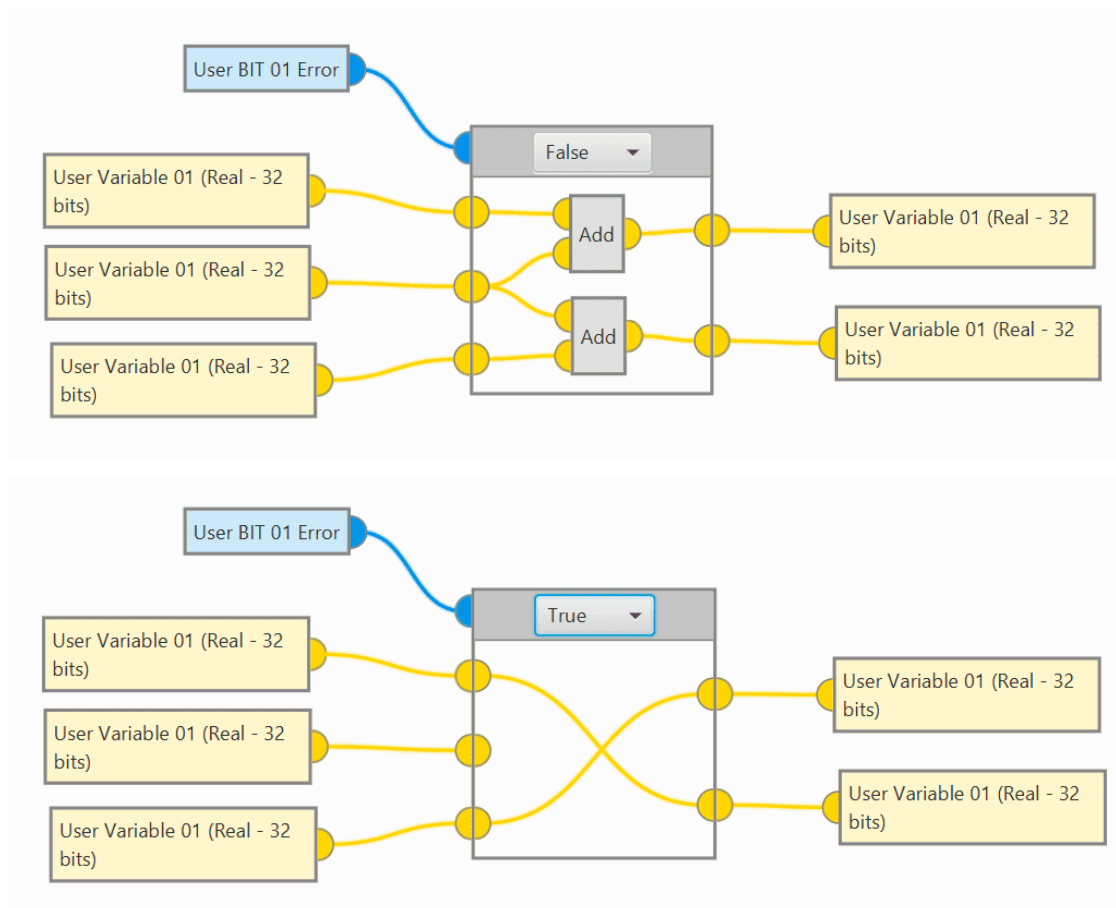 User BIT 01 Error
False
User Variable 01 (Real - 32
bits)
User Variable 01 (Real - 32
bits)
User Variable 01 (Real - 32
bits)
Add
Add
User Variable 01 (Real - 32
bits)
User Variable 01 (Real - 32
bits)
User BIT 01 Error
True
User Variable 01 (Real - 32
bits)
User Variable 01 (Real - 32
bits)
User Variable 01 (Real - 32
bits)
User Variable 01 (Real - 32
bits)
User Variable 01 (Real - 32
bits)